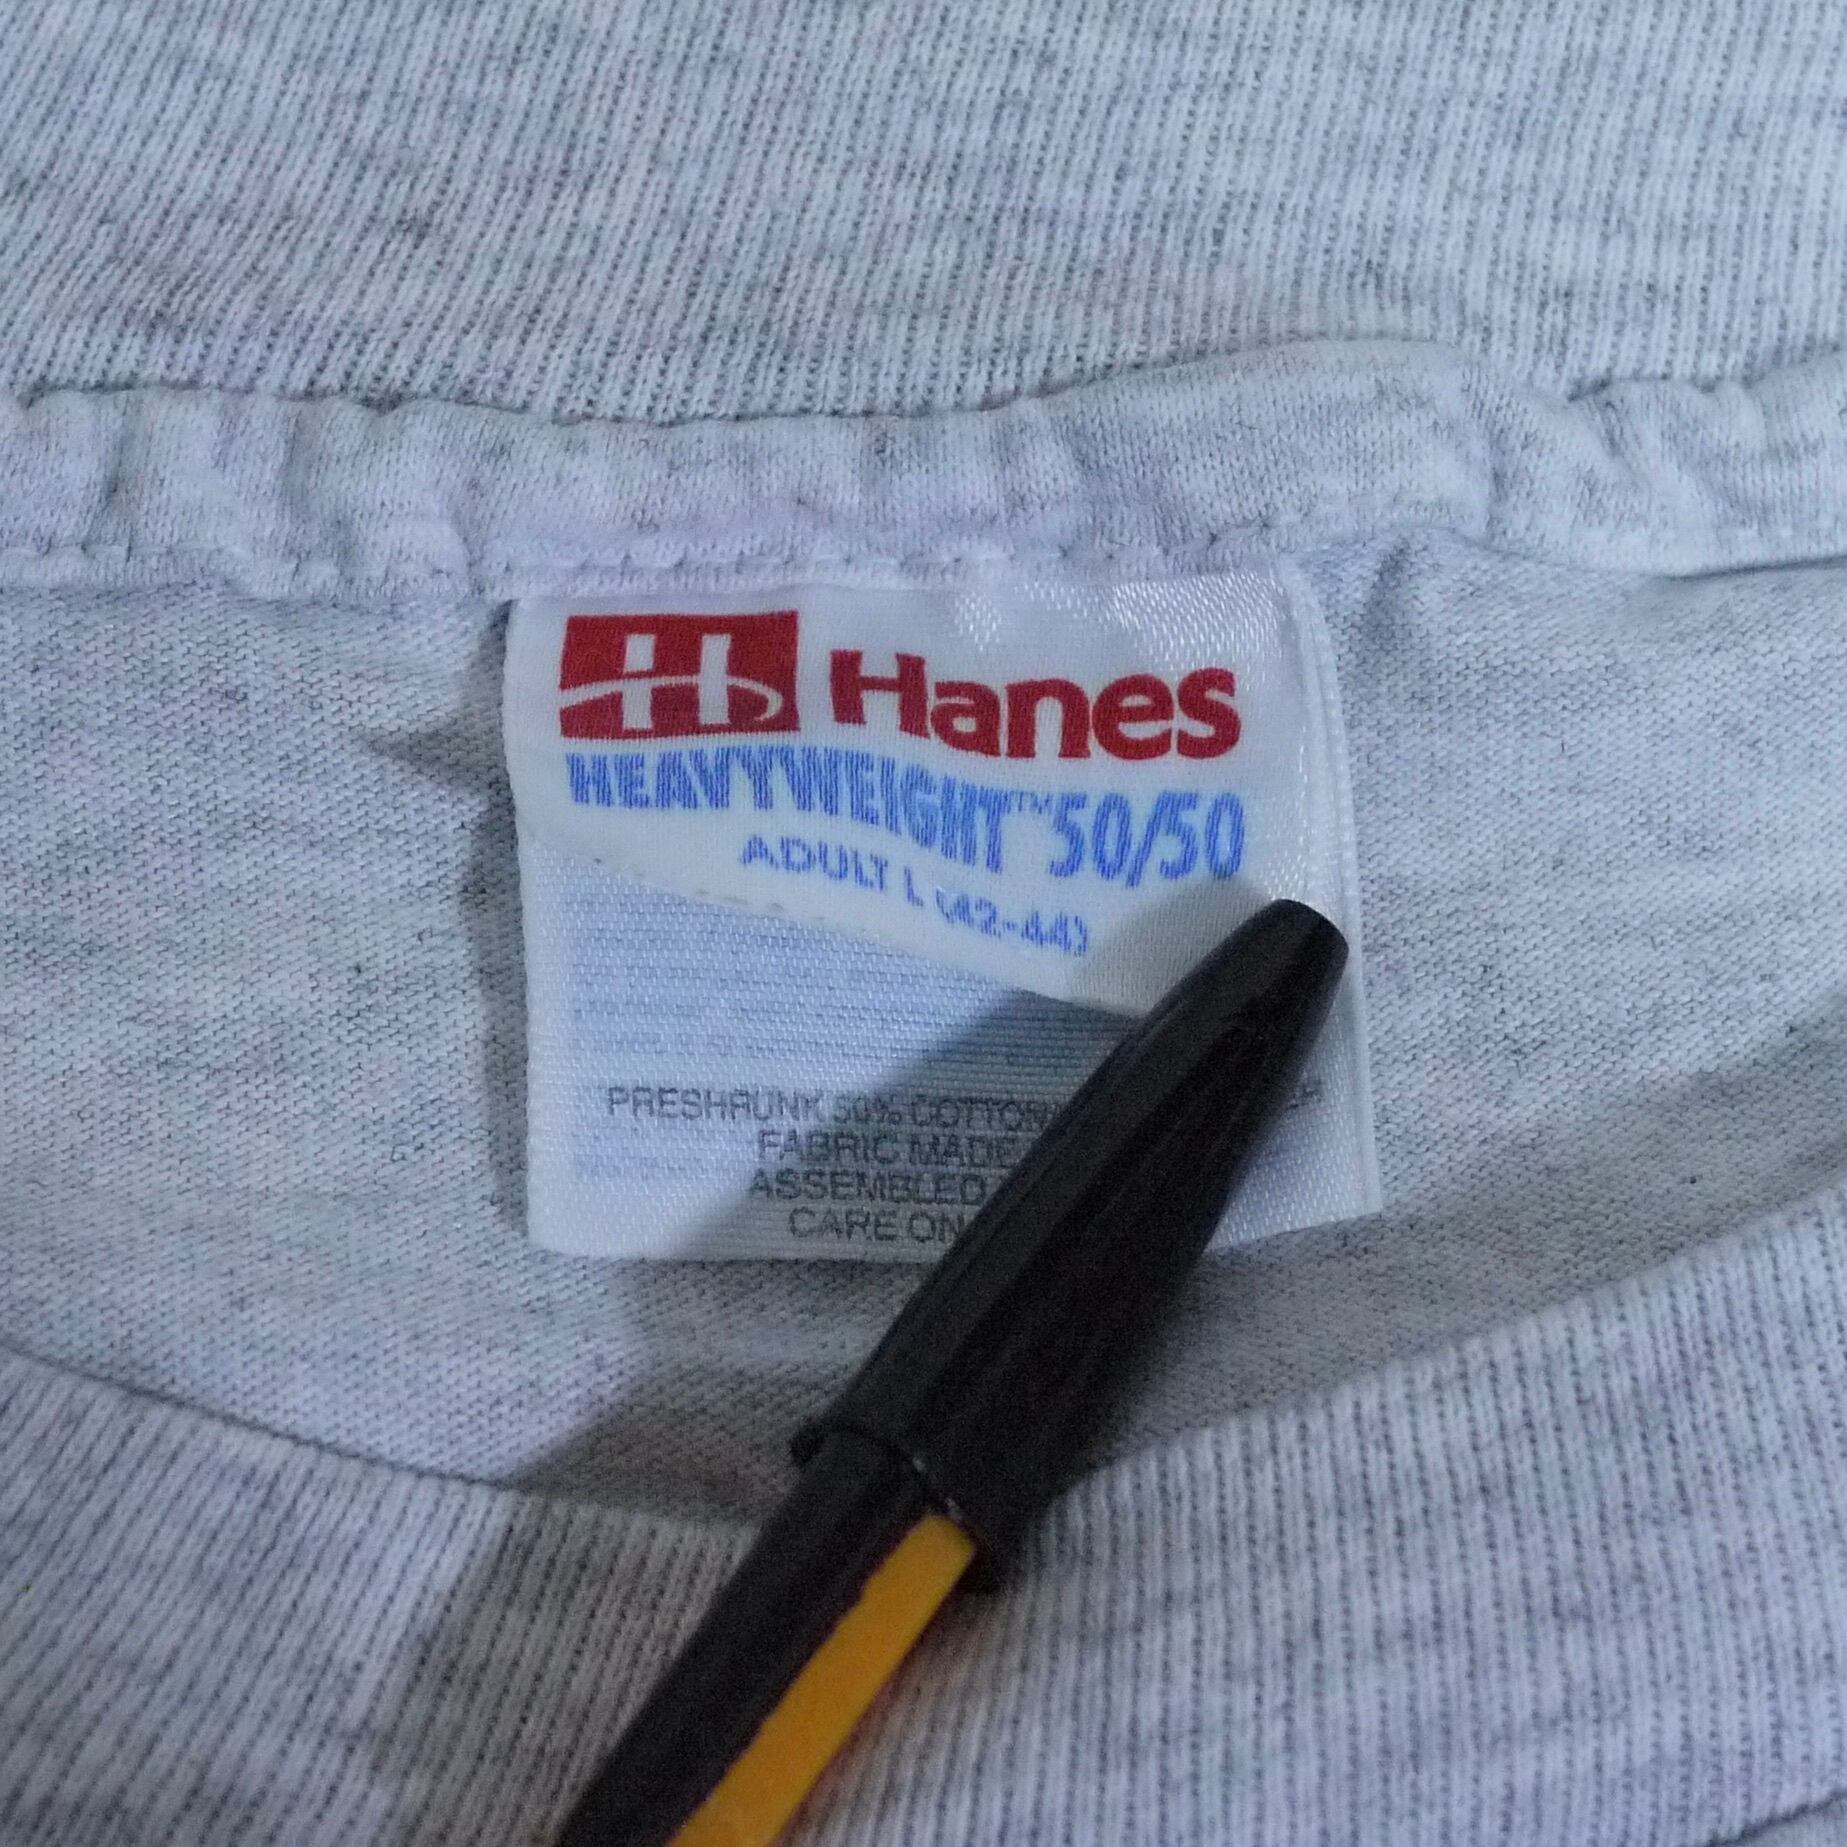 H Hanes
HEAVYWEIGHT™ 50/50
ADULT L (42-44)
PRESHRUNK 50% COTTON
FABRIC MADE
ASSEMBLED
CARE ON